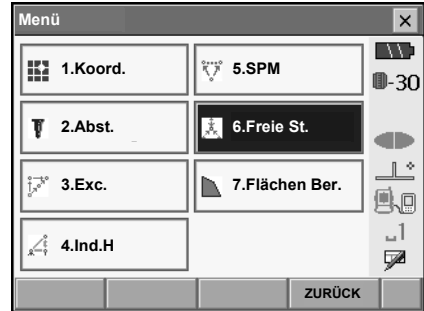 Menü
1.Koord.
5.SPM
-30
2.Abst.
6.Freie St.
3.Exc.
7.Flächen Ber.
4.Ind.H
1
ZURÜCK